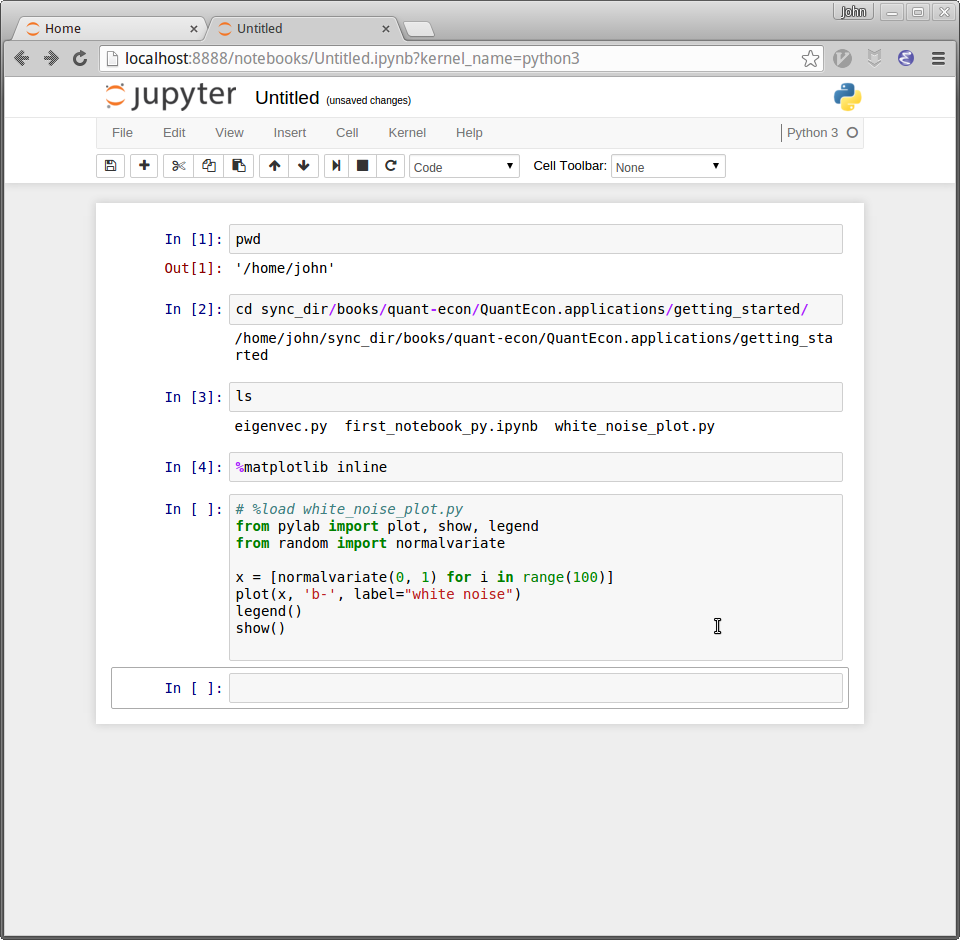 John
Home
Untitled
localhost:8888/notebooks/Untitled.ipynb?kernel_name=python3
jupyter Untitled (unsaved changes)
File Edit View Insert Cell Kernel Help Python 3
Code Cell Toolbar: None
In [1]: pwd
Out[1]: '/home/john'
In [2]: cd sync_dir/books/quant-econ/QuantEcon.applications/getting_started/
/home/john/sync_dir/books/quant-econ/QuantEcon.applications/getting_sta
rted
In [3]: ls
eigenvec.py  first_notebook_py.ipynb  white_noise_plot.py
In [4]: %matplotlib inline
In [ ]: # %load white_noise_plot.py
from pylab import plot, show, legend
from random import normalvariate
x = [normalvariate(0, 1) for i in range(100)]
plot(x, 'b-', label="white noise")
legend()
show()
In [ ]: